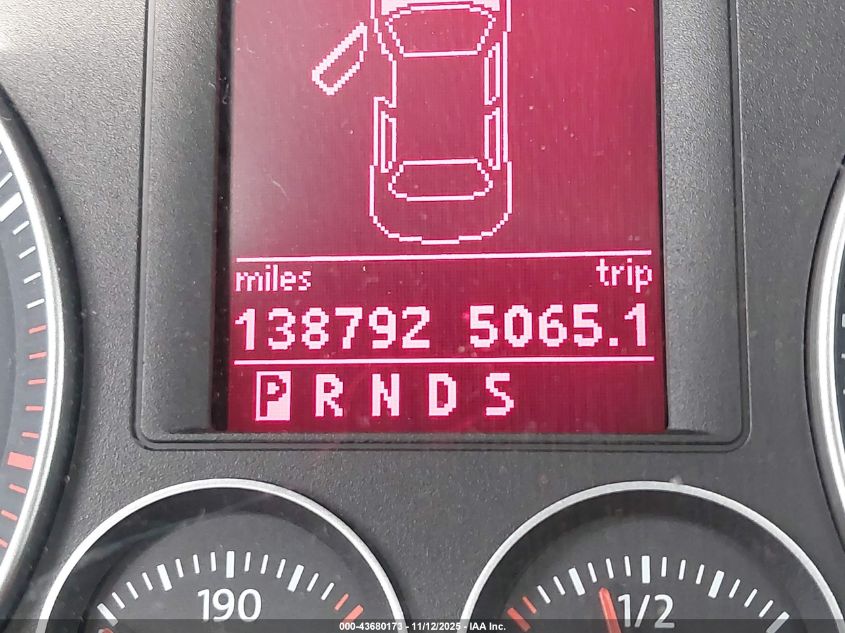 miles trip
138792 5065.1
P R N D S
190 1/2
000-43680173 - 11/12/2025 - IAA Inc.